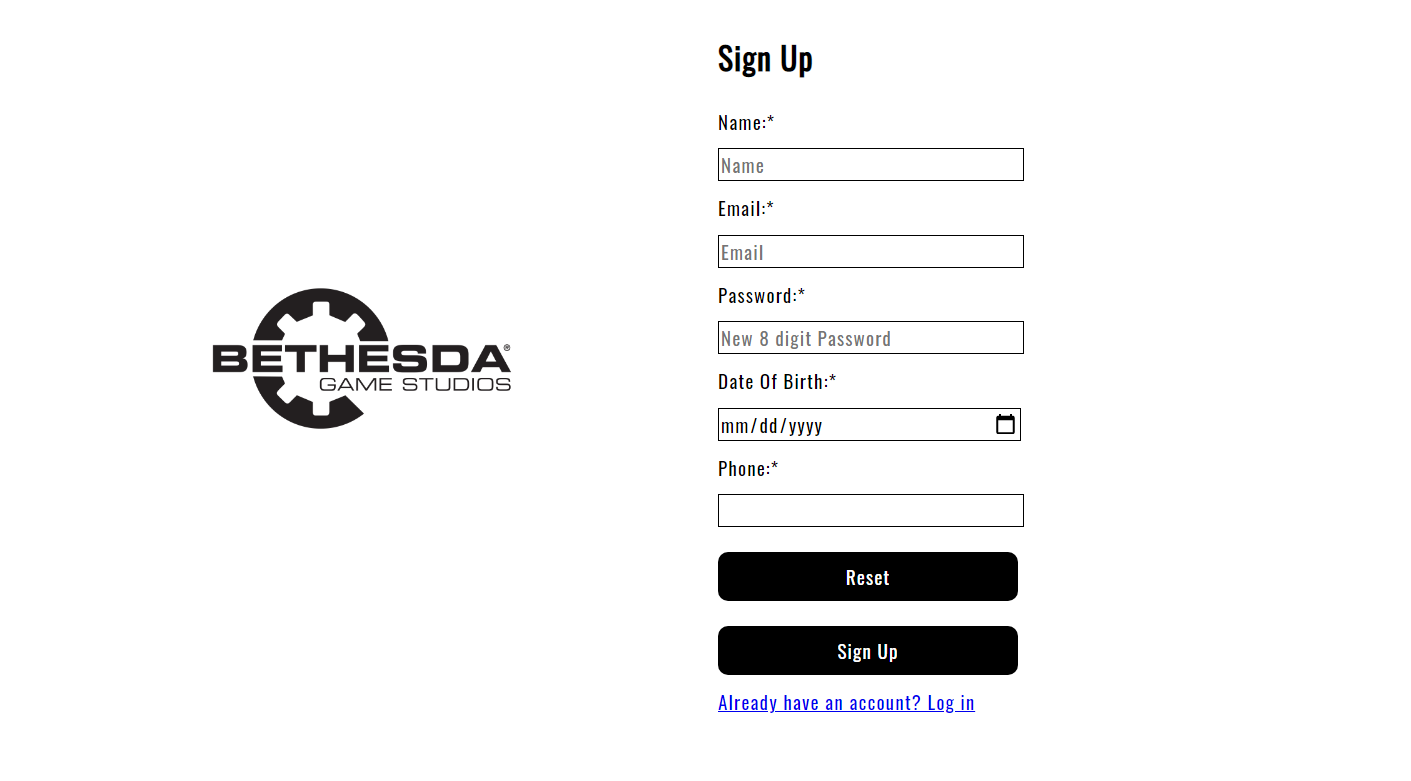 BETHESDA®
GAME STUDIOS
Sign Up
Name:*
Name
Email:*
Email
Password:*
New 8 digit Password
Date Of Birth:*
mm/dd/yyyy
Phone:*
Reset
Sign Up
Already have an account? Log in